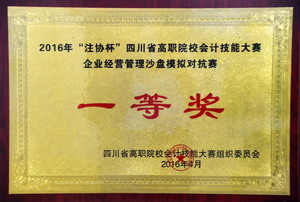 2016年“注协杯”四川省高职院校会计技能大赛
企业经营管理沙盘模拟对抗赛
一等奖
四川省高职院校会计技能大赛组织委员会
2016年4月